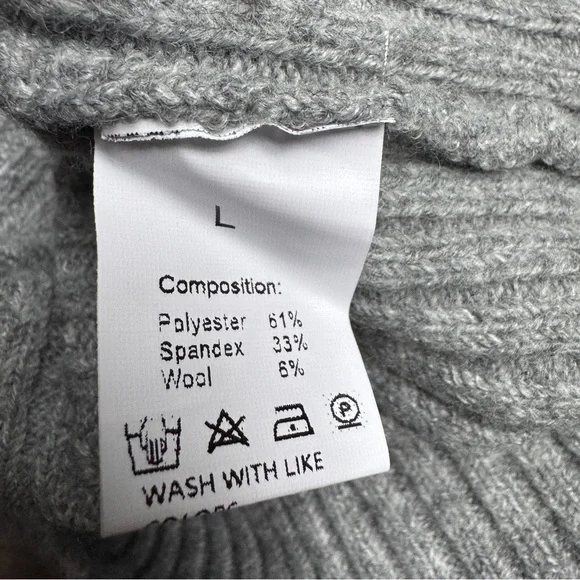 L
Composition:
Polyester 61%
Spandex 33%
Wool 6%
P
WASH WITH LIKE